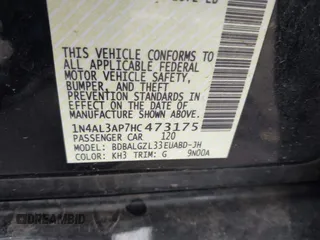 THIS VEHICLE CONFORMS TO
ALL APPLICABLE FEDERAL
MOTOR VEHICLE SAFETY,
BUMPER, AND THEFT
PREVENTION STANDARDS
IN EFFECT ON THE DATE OF
MANUFACTURE SHOWN ABOVE.
1N4AL3AP7HC473175
PASSENGER CAR 120
MODEL: BDBALGZL33EUABD-JH
COLOR: KH3 TRIM: G 9N00A
DREAMBID